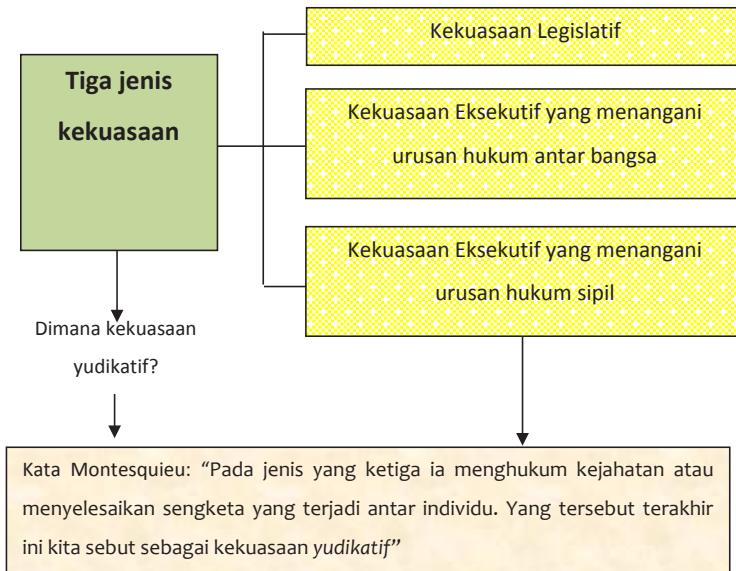 Tiga jenis
kekuasaan
Kekuasaan Legislatif
Kekuasaan Eksekutif yang menangani
urusan hukum antar bangsa
Kekuasaan Eksekutif yang menangani
urusan hukum sipil
Dimana kekuasaan
yudikatif?
Kata Montesquieu: “Pada jenis yang ketiga ia menghukum kejahatan atau
menyelesaikan sengketa yang terjadi antar individu. Yang tersebut terakhir
ini kita sebut sebagai kekuasaan yudikatif”